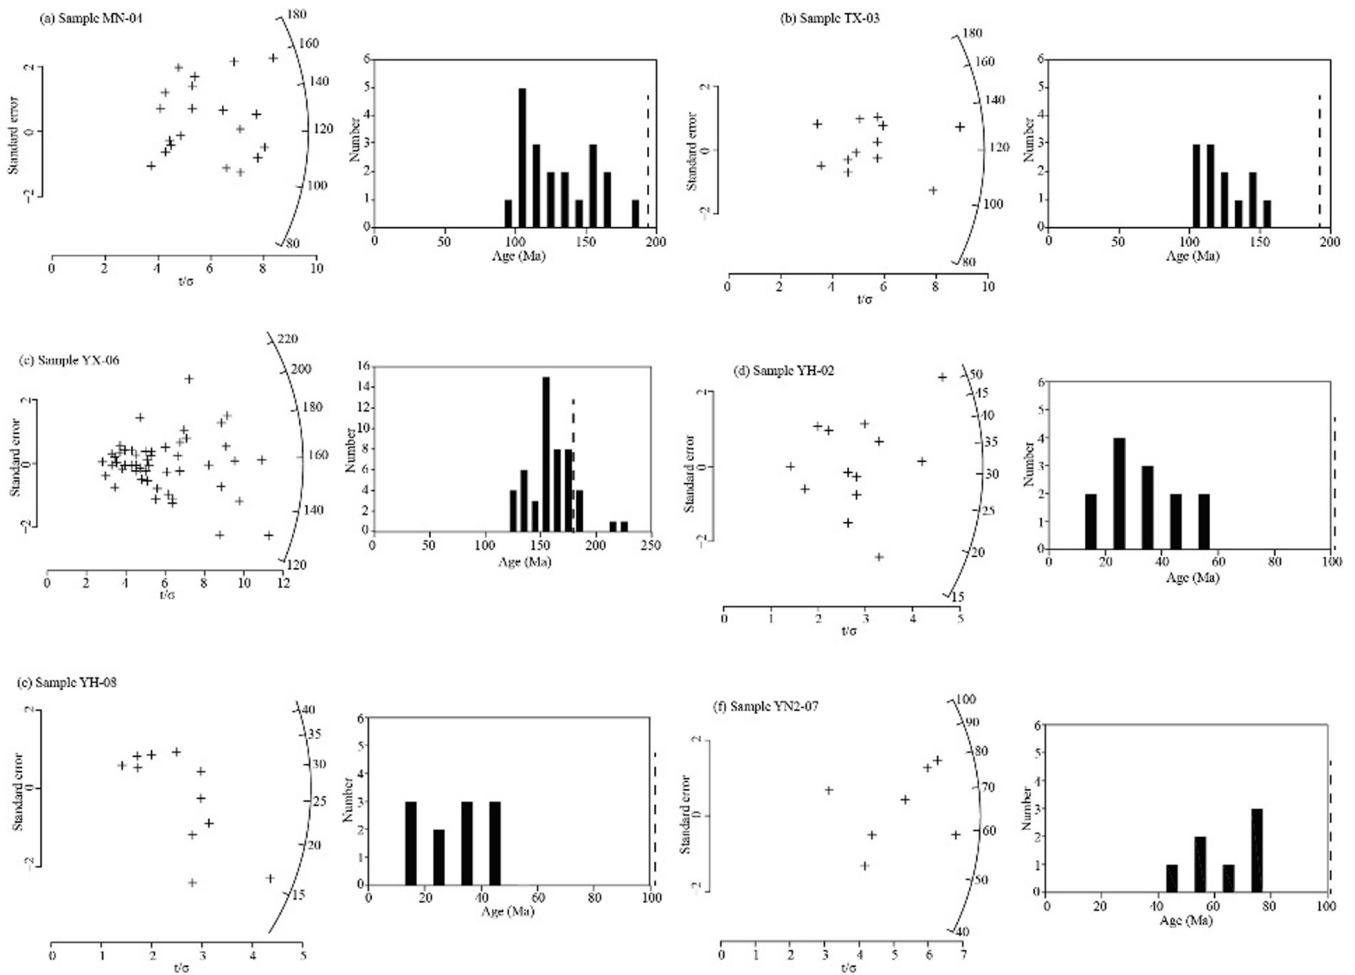 (a) Sample MN-04
180
160
140
120
100
80
2
0
−2
Standard error
0 2 4 6 8 10
t/σ
6
5
4
3
2
1
0
Number
0 50 100 150 200
Age (Ma)
(b) Sample TX-03
180
160
140
120
100
80
2
0
−2
Standard error
0 2 4 6 8 10
t/σ
6
5
4
3
2
1
0
Number
0 50 100 150 200
Age (Ma)
(c) Sample YX-06
220
200
180
160
140
120
2
0
−2
Standard error
0 2 4 6 8 10 12
t/σ
16
14
12
10
8
6
4
2
0
Number
0 50 100 150 200 250
Age (Ma)
(d) Sample YH-02
50
45
40
35
30
25
20
15
2
0
−2
Standard error
0 1 2 3 4 5
t/σ
6
5
4
3
2
1
0
Number
0 20 40 60 80 100
Age (Ma)
(e) Sample YH-08
40
35
30
25
20
15
2
0
−2
Standard error
0 1 2 3 4 5
t/σ
6
5
4
3
2
1
0
Number
0 20 40 60 80 100
Age (Ma)
(f) Sample YN2-07
100
90
80
70
60
50
40
2
0
−2
Standard error
0 1 2 3 4 5 6 7
t/σ
6
5
4
3
2
1
0
Number
0 20 40 60 80 100
Age (Ma)